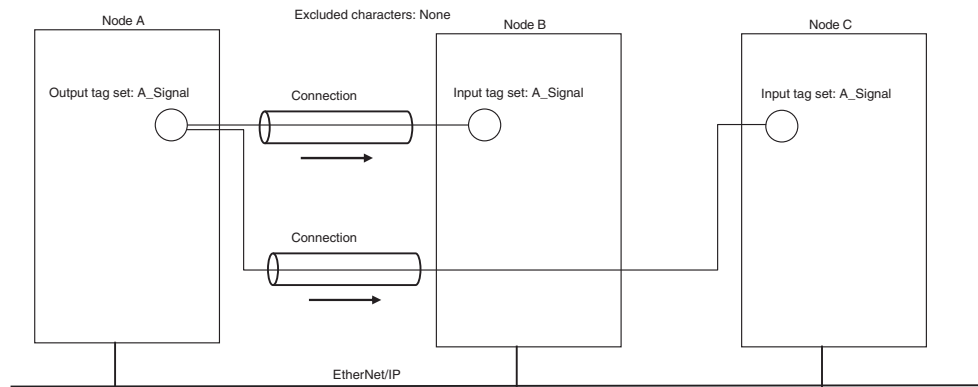 Excluded characters: None
Node A
Node B
Node C
Output tag set: A_Signal
Connection
Input tag set: A_Signal
Input tag set: A_Signal
Connection
EtherNet/IP